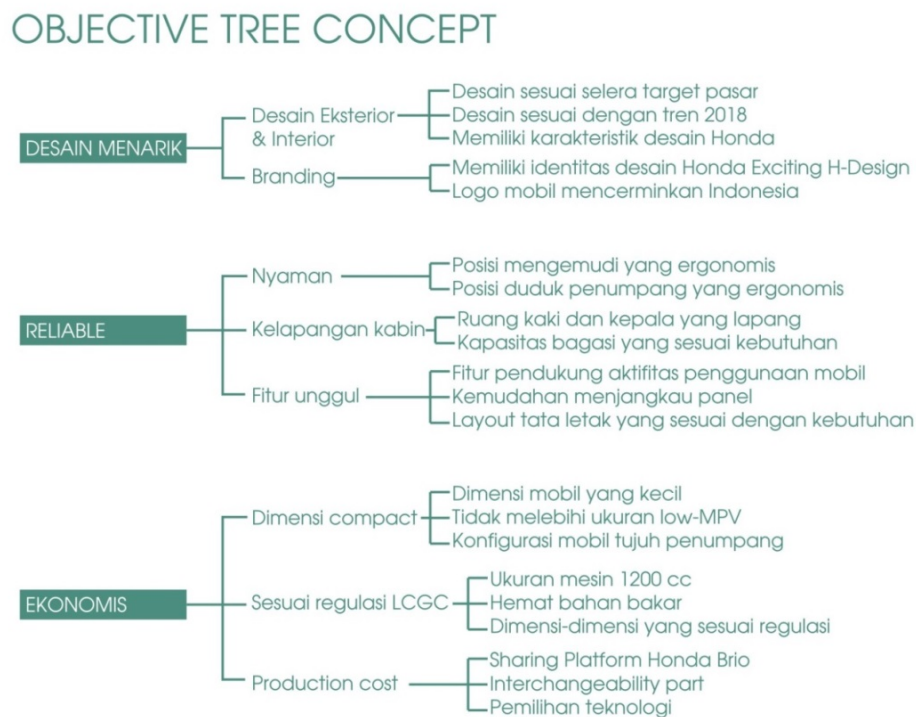 OBJECTIVE TREE CONCEPT
DESAIN MENARIK
Desain Eksterior
& Interior
Desain sesuai selera target pasar
Desain sesuai dengan tren 2018
Memiliki karakteristik desain Honda
Branding
Memiliki identitas desain Honda Exciting H-Design
Logo mobil mencerminkan Indonesia
RELIABLE
Nyaman
Posisi mengemudi yang ergonomis
Posisi duduk penumpang yang ergonomis
Kelapangan kabin
Ruang kaki dan kepala yang lapang
Kapasitas bagasi yang sesuai kebutuhan
Fitur unggul
Fitur pendukung aktifitas penggunaan mobil
Kemudahan menjangkau panel
Layout tata letak yang sesuai dengan kebutuhan
EKONOMIS
Dimensi compact
Dimensi mobil yang kecil
Tidak melebihi ukuran low-MPV
Konfigurasi mobil tujuh penumpang
Sesuai regulasi LCGC
Ukuran mesin 1200 cc
Hemat bahan bakar
Dimensi-dimensi yang sesuai regulasi
Production cost
Sharing Platform Honda Brio
Interchangeability part
Pemilihan teknologi